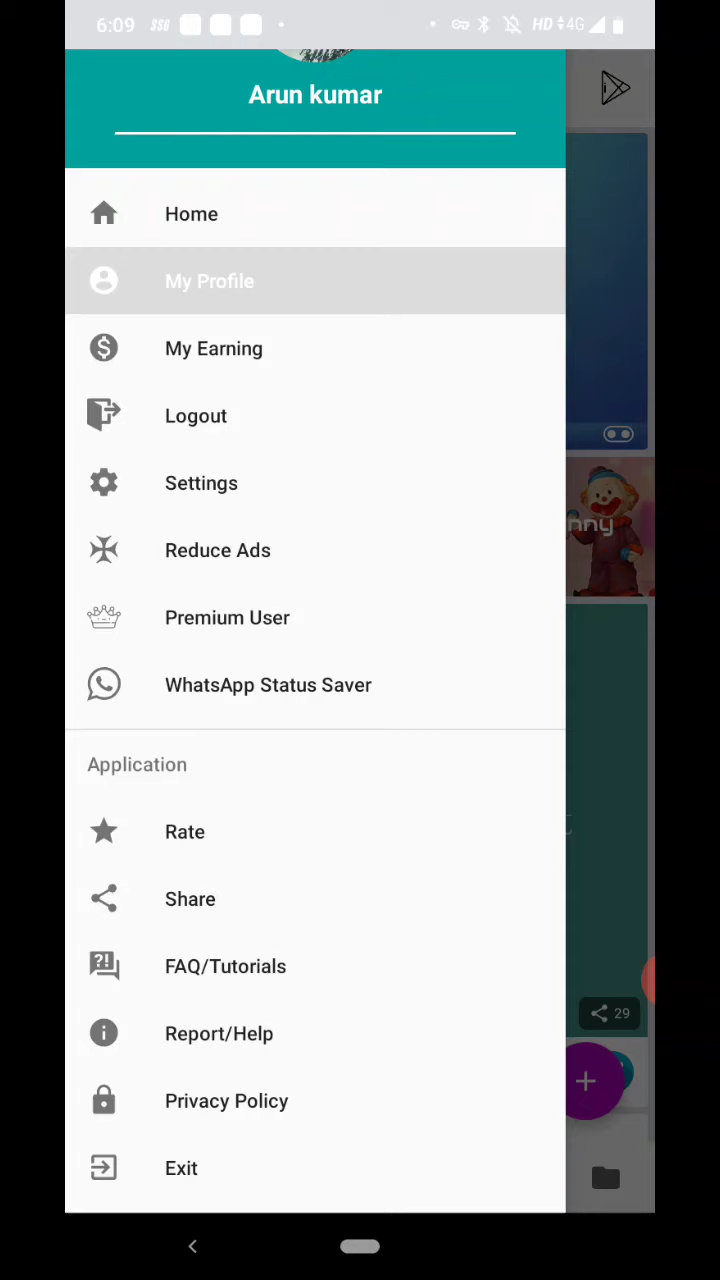 6:09
HD 4G
Arun kumar
Home
My Profile
My Earning
Logout
Settings
Reduce Ads
Premium User
WhatsApp Status Saver
Application
Rate
Share
FAQ/Tutorials
Report/Help
Privacy Policy
Exit
nny
29